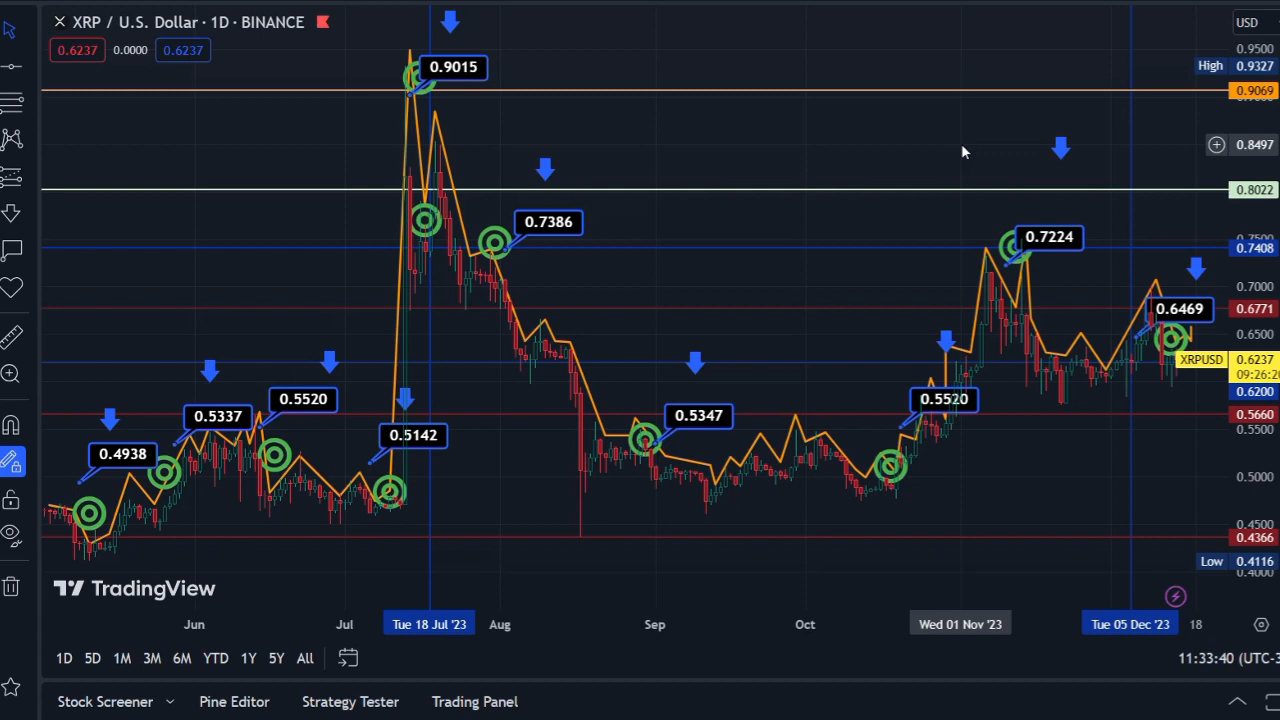 XRP / U.S. Dollar · 1D · BINANCE
USD
0.6237 0.0000 0.6237
0.9500
High 0.9327
0.9015
0.9069
0.8497
0.8022
0.7386
0.7224
0.7408
0.7000
0.6469
0.6771
0.6500
XRPUSD 0.6237
09:26:20
0.6200
0.5520
0.5520
0.5337
0.5347
0.5660
0.5142
0.5500
0.4938
0.5000
0.4500
0.4366
Low 0.4116
0.4000
TradingView
Jun Jul Tue 18 Jul '23 Aug Sep Oct Wed 01 Nov '23 Tue 05 Dec '23 18
1D 5D 1M 3M 6M YTD 1Y 5Y All
11:33:40 (UTC-3
Stock Screener Pine Editor Strategy Tester Trading Panel